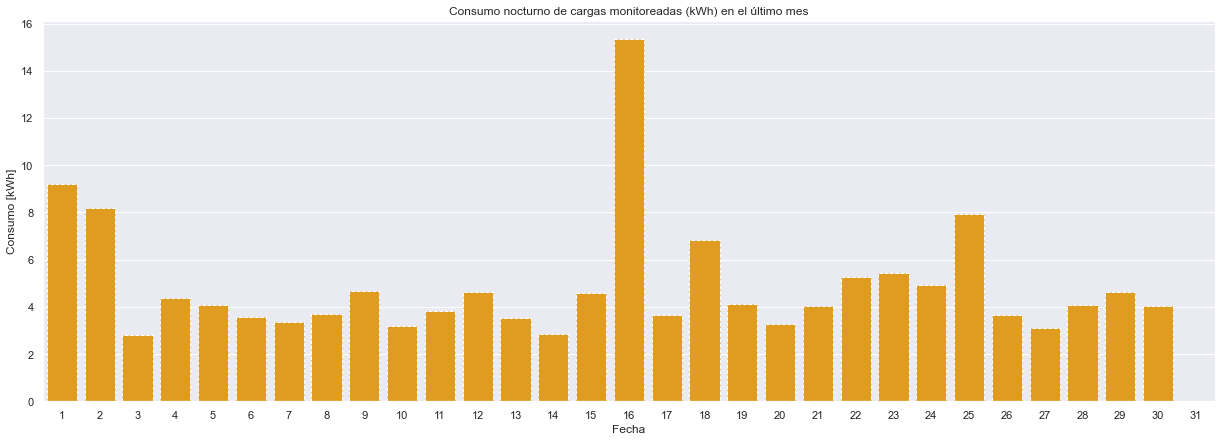 Consumo nocturno de cargas monitoreadas (kWh) en el último mes
Consumo [kWh]
16
14
12
10
8
6
4
2
0
1 2 3 4 5 6 7 8 9 10 11 12 13 14 15 16 17 18 19 20 21 22 23 24 25 26 27 28 29 30 31
Fecha